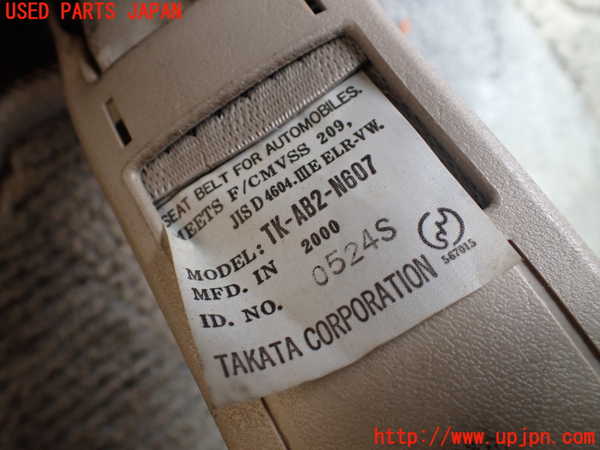 USED PARTS JAPAN
SEAT BELT FOR AUTOMOBILES.
MEETS F/CMVSS 209,
JIS D 4604.IIIE ELR-VW.
MODEL: TK-AB2-N607
MFD. IN 2000
ID. NO. 0524S
567015
TAKATA CORPORATION
http://www.upjpn.com/